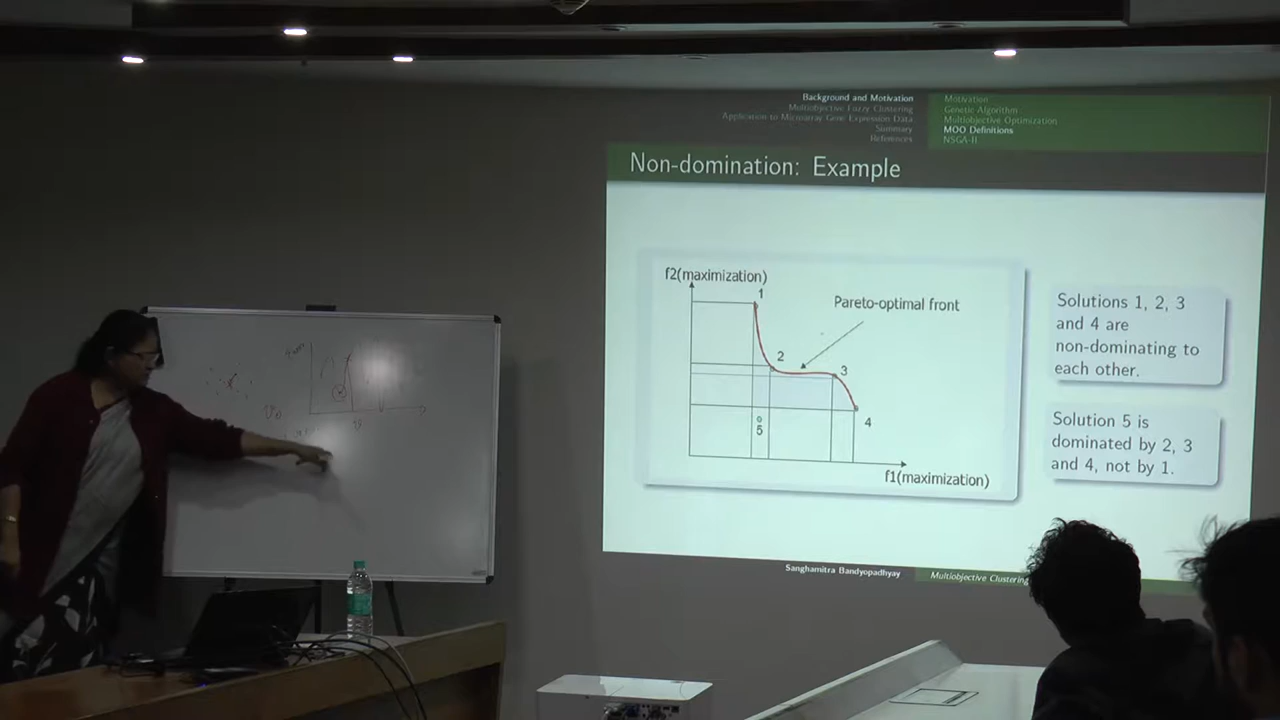 Background and Motivation
Multiobjective Fuzzy Clustering
Application to Microarray Gene Expression Data
Summary
References
Motivation
Genetic Algorithm
Multiobjective Optimization
MOO Definitions
NSGA-II
Non-domination: Example
f2(maximization)
1
Pareto-optimal front
2
3
4
5
f1(maximization)
Solutions 1, 2, 3
and 4 are
non-dominating to
each other.
Solution 5 is
dominated by 2, 3
and 4, not by 1.
Sanghamitra Bandyopadhyay
Multiobjective Clustering